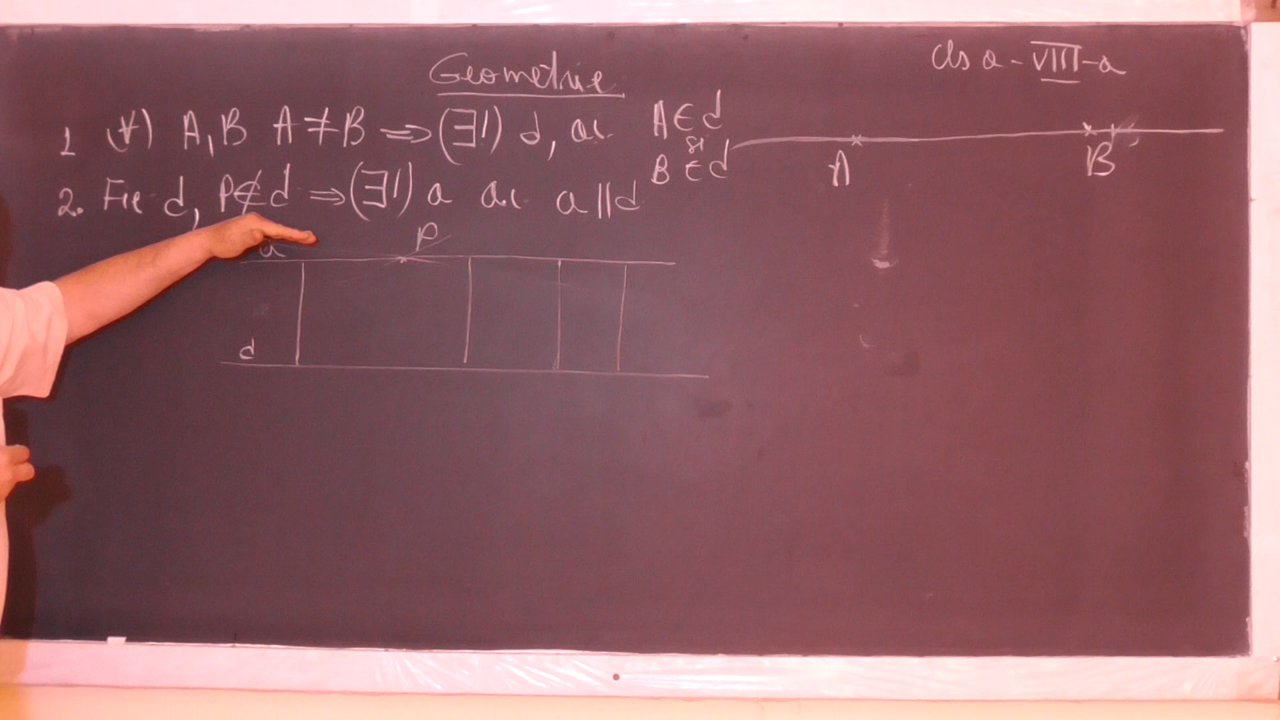 Geometrie
cls a-VIII-a
1 (∀) A,B A≠B ⇒ (∃!) d, a.i. A∈d
și
B∈d
2. Fie d, P∉d ⇒ (∃!) a a.i. a||d
A B
a P
d